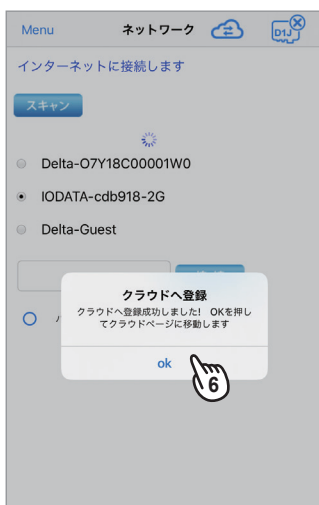 Menu
ネットワーク
D1J
インターネットに接続します
スキャン
Delta-O7Y18C00001W0
IODATA-cdb918-2G
Delta-Guest
クラウドへ登録
クラウドへ登録成功しました! OKを押し
てクラウドページに移動します
ok
6